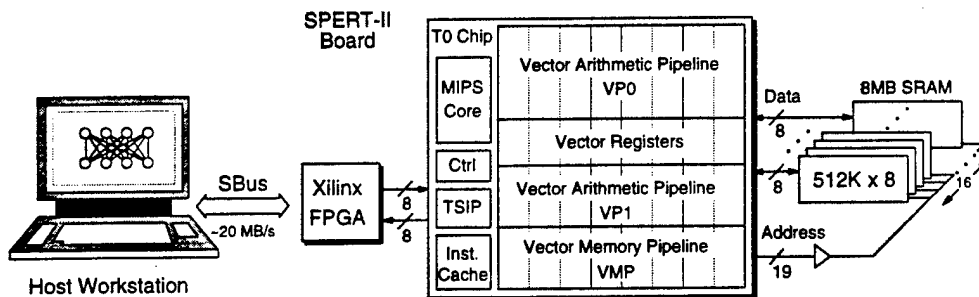 SPERT-II
Board
T0 Chip
MIPS
Core
Ctrl
TSIP
Inst.
Cache
Vector Arithmetic Pipeline
VP0
Vector Registers
Vector Arithmetic Pipeline
VP1
Vector Memory Pipeline
VMP
Xilinx
FPGA
8
8
SBus
~20 MB/s
Host Workstation
Data
8
8
8MB SRAM
512K x 8
16
Address
19